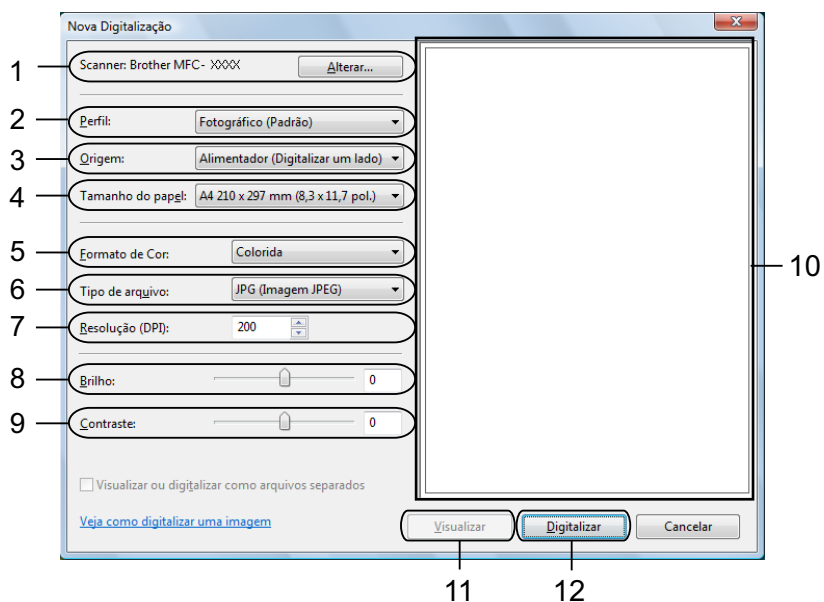 Nova Digitalização
1 Scanner: Brother MFC- XXXX Alterar...
2 Perfil: Fotográfico (Padrão)
3 Origem: Alimentador (Digitalizar um lado)
4 Tamanho do papel: A4 210 x 297 mm (8,3 x 11,7 pol.)
5 Formato de Cor: Colorida
10
6 Tipo de arquivo: JPG (Imagem JPEG)
7 Resolução (DPI): 200
8 Brilho: 0
9 Contraste: 0
Visualizar ou digitalizar como arquivos separados
Veja como digitalizar uma imagem Visualizar Digitalizar Cancelar
11 12